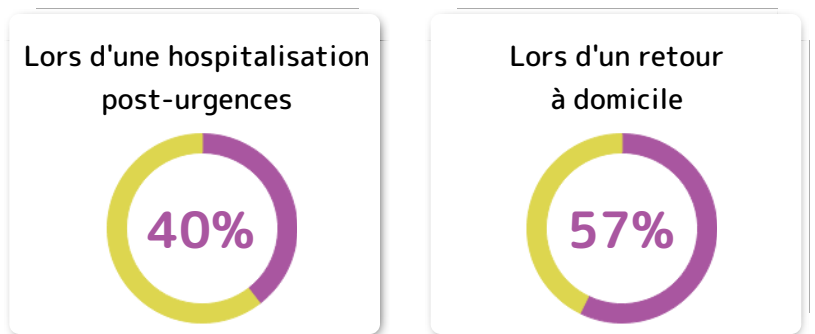 Lors d'une hospitalisation
post-urgences
40%
Lors d'un retour
à domicile
57%